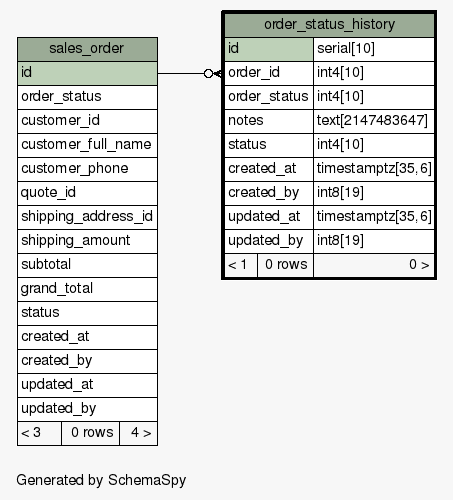 sales_order
id
order_status
customer_id
customer_full_name
customer_phone
quote_id
shipping_address_id
shipping_amount
subtotal
grand_total
status
created_at
created_by
updated_at
updated_by
< 3 0 rows 4 >
order_status_history
id serial[10]
order_id int4[10]
order_status int4[10]
notes text[2147483647]
status int4[10]
created_at timestamptz[35,6]
created_by int8[19]
updated_at timestamptz[35,6]
updated_by int8[19]
< 1 0 rows 0 >
Generated by SchemaSpy